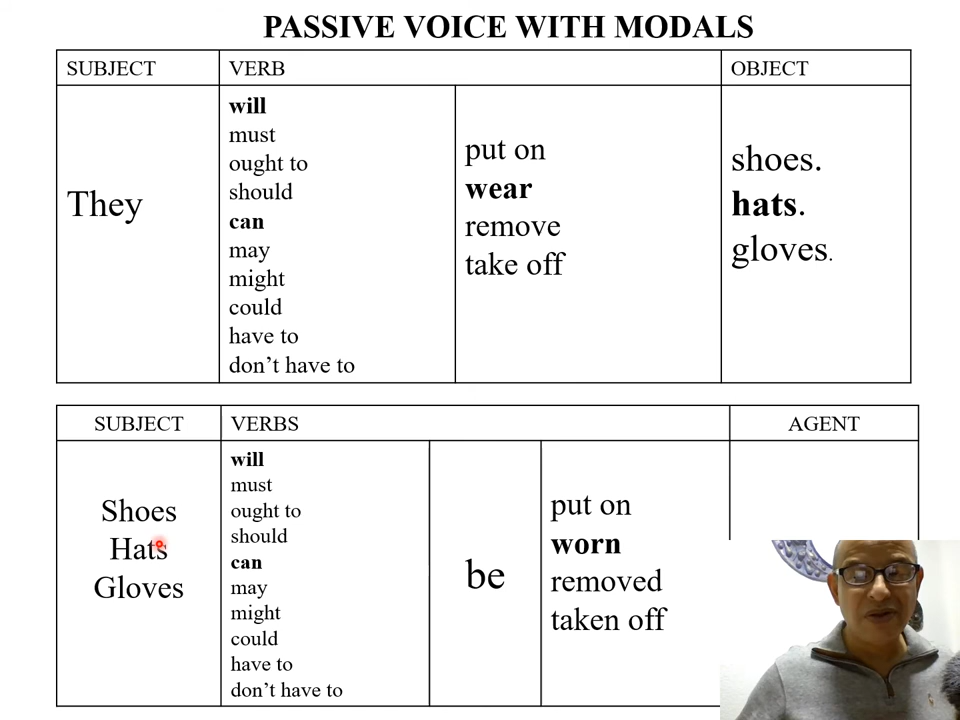 PASSIVE VOICE WITH MODALS
SUBJECT VERB OBJECT
They
will
must
ought to
should
can
may
might
could
have to
don’t have to
put on
wear
remove
take off
shoes.
hats.
gloves.
SUBJECT VERBS AGENT
Shoes
Hats
Gloves
will
must
ought to
should
can
may
might
could
have to
don’t have to
be
put on
worn
removed
taken off